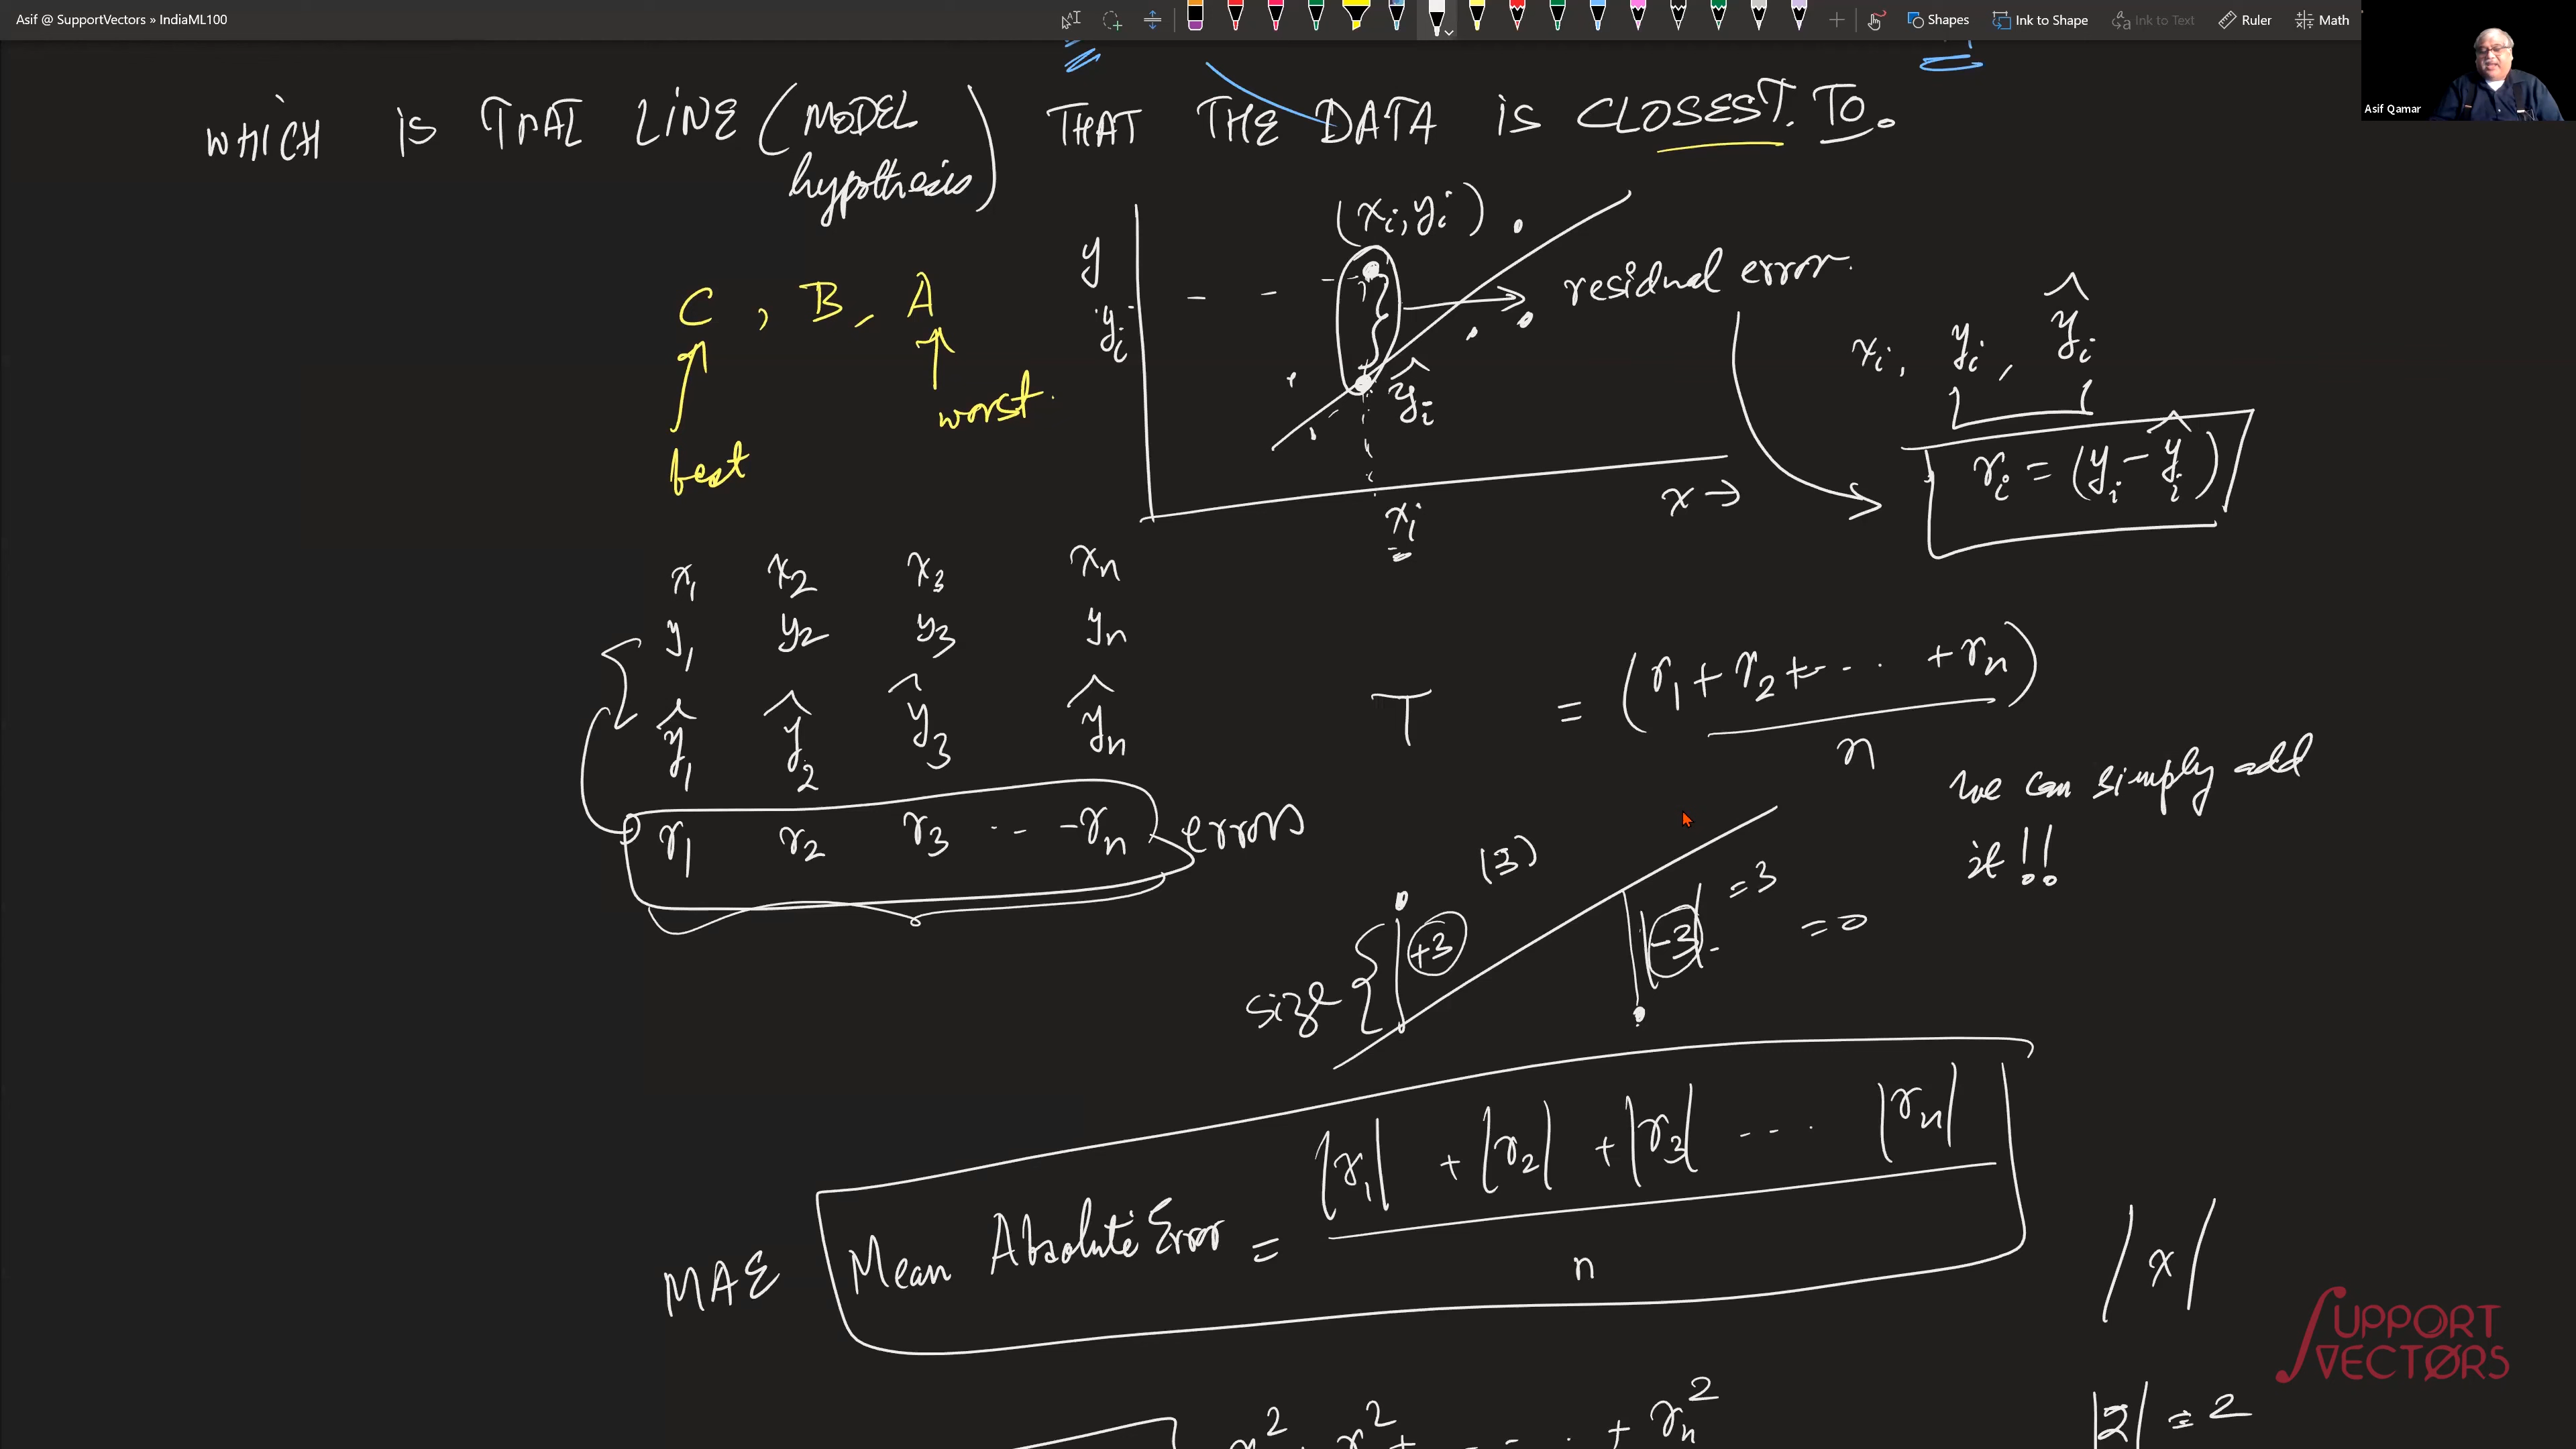 Asif @ SupportVectors » IndiaML100
Shapes
Ink to Shape
Ink to Text
Ruler
Math
Asif Qamar
WHICH IS THAT LINE (MODEL hypothesis) THAT THE DATA IS CLOSEST TO.
(xi, yi)
y
yi
ŷi
xi
x →
residual error.
C, B, A
best
worst.
xi, yi, ŷi
ri = (yi - ŷi)
x1 x2 x3 xn
y1 y2 y3 yn
ŷ1 ŷ2 ŷ3 ŷn
r1 r2 r3 .. - rn errors
T = (r1 + r2 + ... + rn)
n
we can simply add
it!!
(3)
size { +3
|-3| = 3
= 0
MAE Mean Absolute Error = |r1| + |r2| + |r3| ... |rn|
n
|x|
SUPPORT
VECTORS
+ rn²
|2| = 2